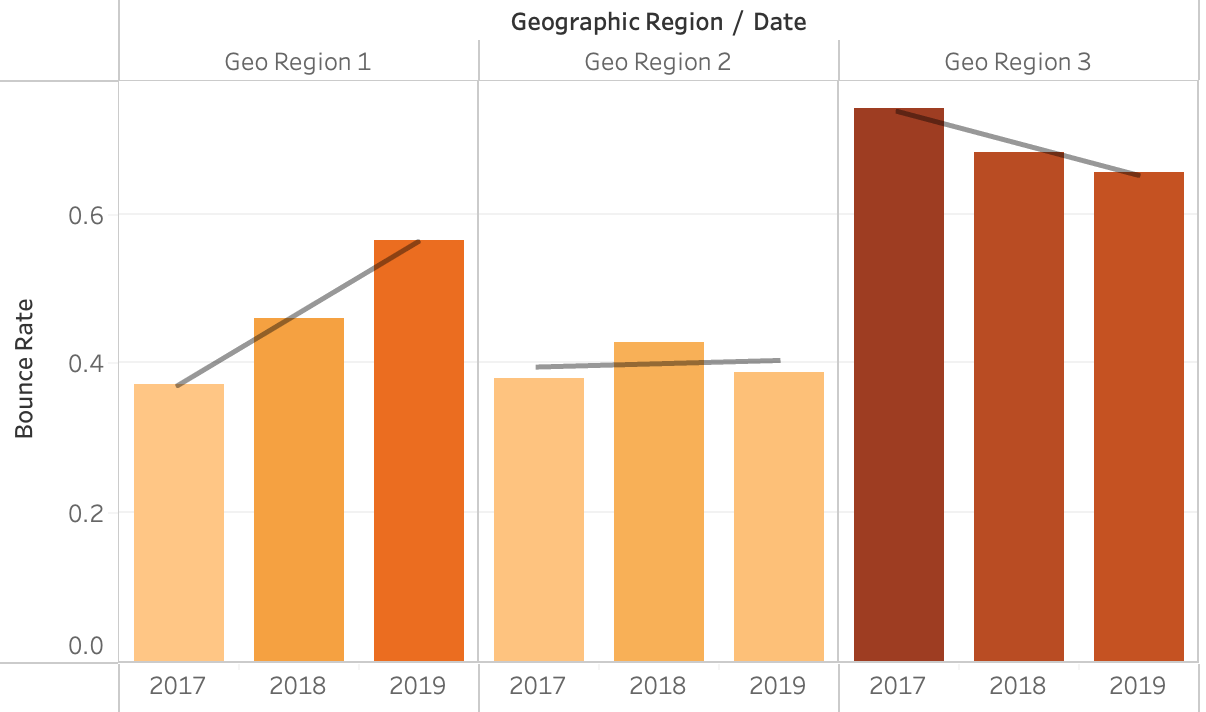 Geographic Region / Date
Geo Region 1 Geo Region 2 Geo Region 3
Bounce Rate
0.6
0.4
0.2
0.0
2017 2018 2019 2017 2018 2019 2017 2018 2019